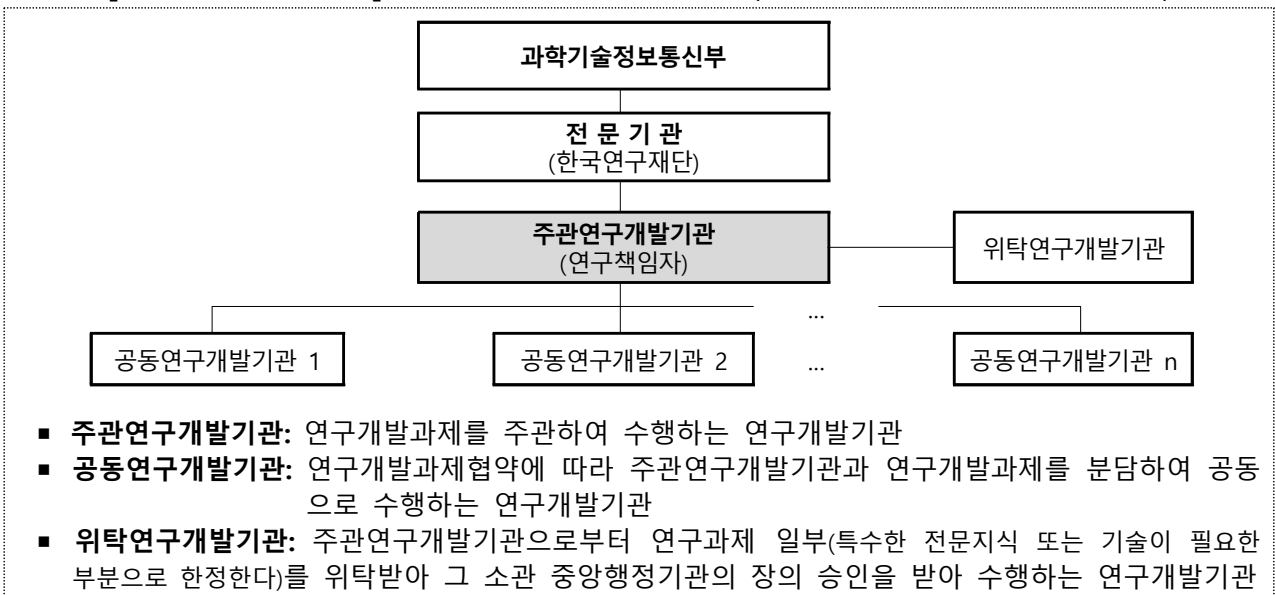 과학기술정보통신부
전 문 기 관
(한국연구재단)
주관연구개발기관
(연구책임자)
위탁연구개발기관
...
공동연구개발기관 1
공동연구개발기관 2
...
공동연구개발기관 n
▪ 주관연구개발기관: 연구개발과제를 주관하여 수행하는 연구개발기관
▪ 공동연구개발기관: 연구개발과제협약에 따라 주관연구개발기관과 연구개발과제를 분담하여 공동
으로 수행하는 연구개발기관
▪ 위탁연구개발기관: 주관연구개발기관으로부터 연구과제 일부(특수한 전문지식 또는 기술이 필요한
부분으로 한정한다)를 위탁받아 그 소관 중앙행정기관의 장의 승인을 받아 수행하는 연구개발기관